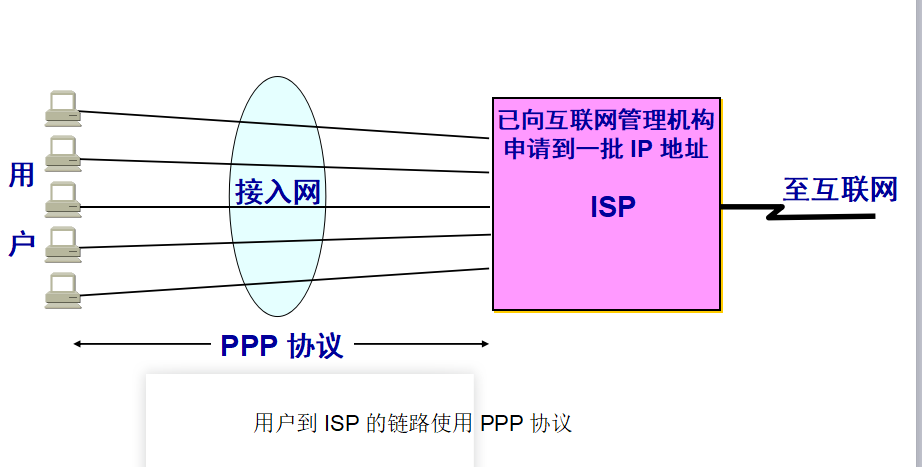 已向互联网管理机构
申请到一批 IP 地址
用
户
接入网
ISP
至互联网
PPP 协议
用户到 ISP 的链路使用 PPP 协议